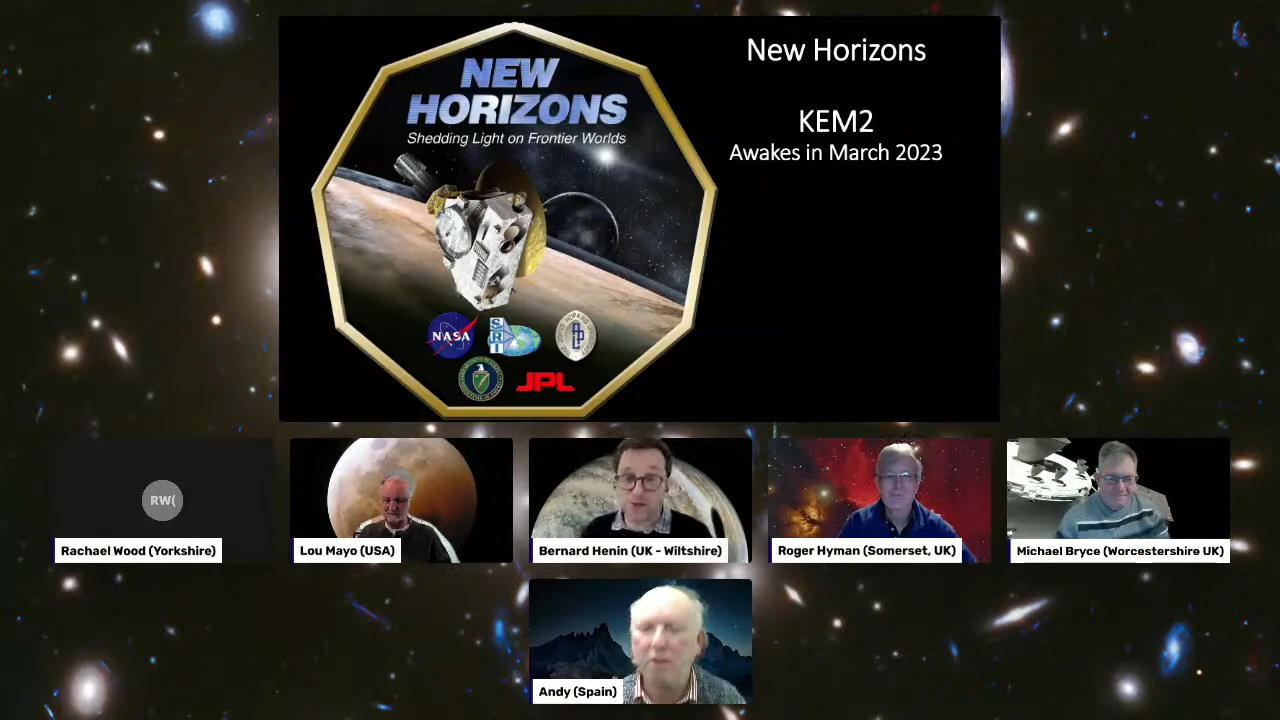 NEW
HORIZONS
Shedding Light on Frontier Worlds
NASA
SRI
JPL
New Horizons
KEM2
Awakes in March 2023
RW(
Rachael Wood (Yorkshire)
Lou Mayo (USA)
Bernard Henin (UK - Wiltshire)
Roger Hyman (Somerset, UK)
Michael Bryce (Worcestershire UK)
Andy (Spain)